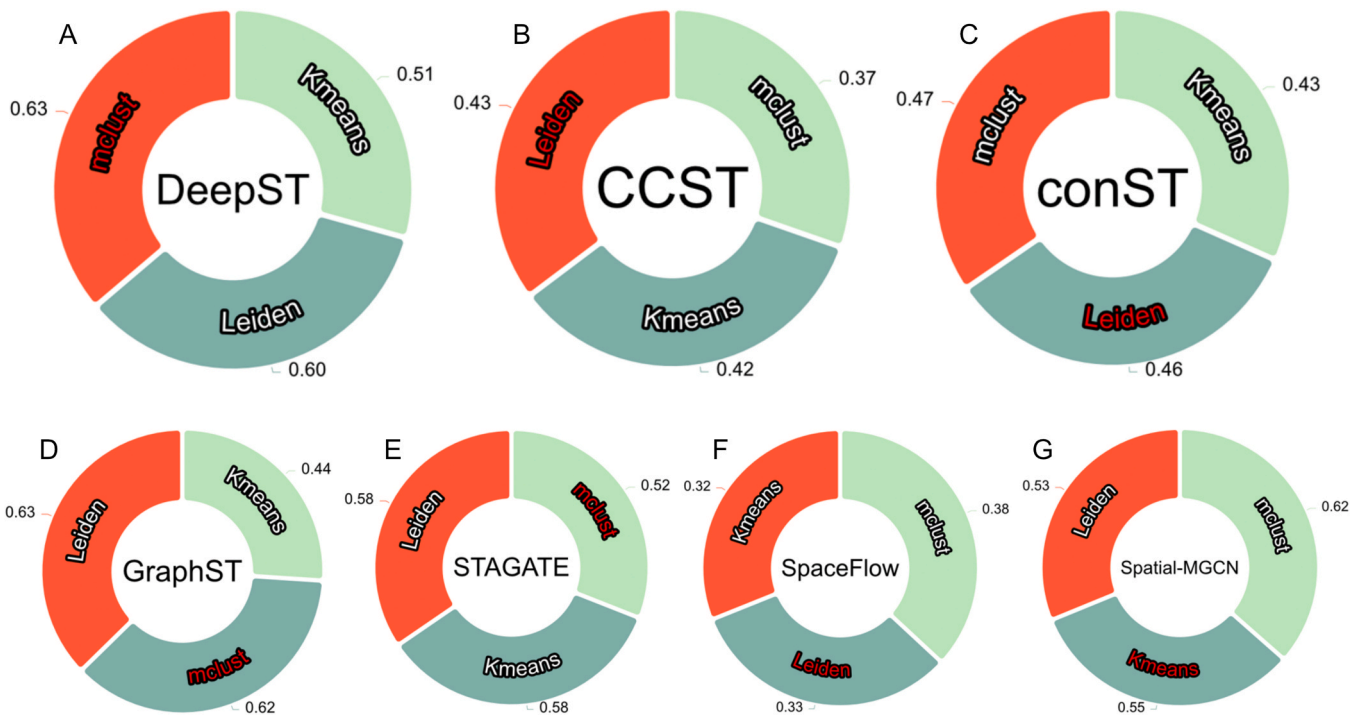 A
mclust
0.63
Kmeans
0.51
DeepST
Leiden
0.60
B
Leiden
0.43
mclust
0.37
CCST
Kmeans
0.42
C
mclust
0.47
Kmeans
0.43
conST
Leiden
0.46
D
Leiden
0.63
Kmeans
0.44
GraphST
mclust
0.62
E
Leiden
0.58
mclust
0.52
STAGATE
Kmeans
0.58
F
Kmeans
0.32
mclust
0.38
SpaceFlow
Leiden
0.33
G
Leiden
0.53
mclust
0.62
Spatial-MGCN
Kmeans
0.55